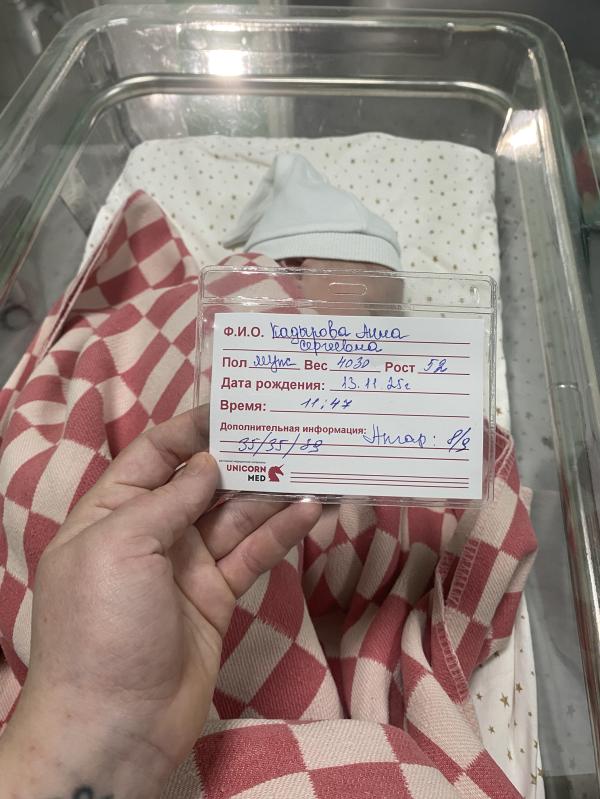 Ф.И.О. Кадырова Анна
Сергеевна
Пол муж Вес 4030 Рост 52
Дата рождения: 13.11.25г
Время: 11:47
Дополнительная информация: Апгар: 8/9
35/35/
UNICORN
MED